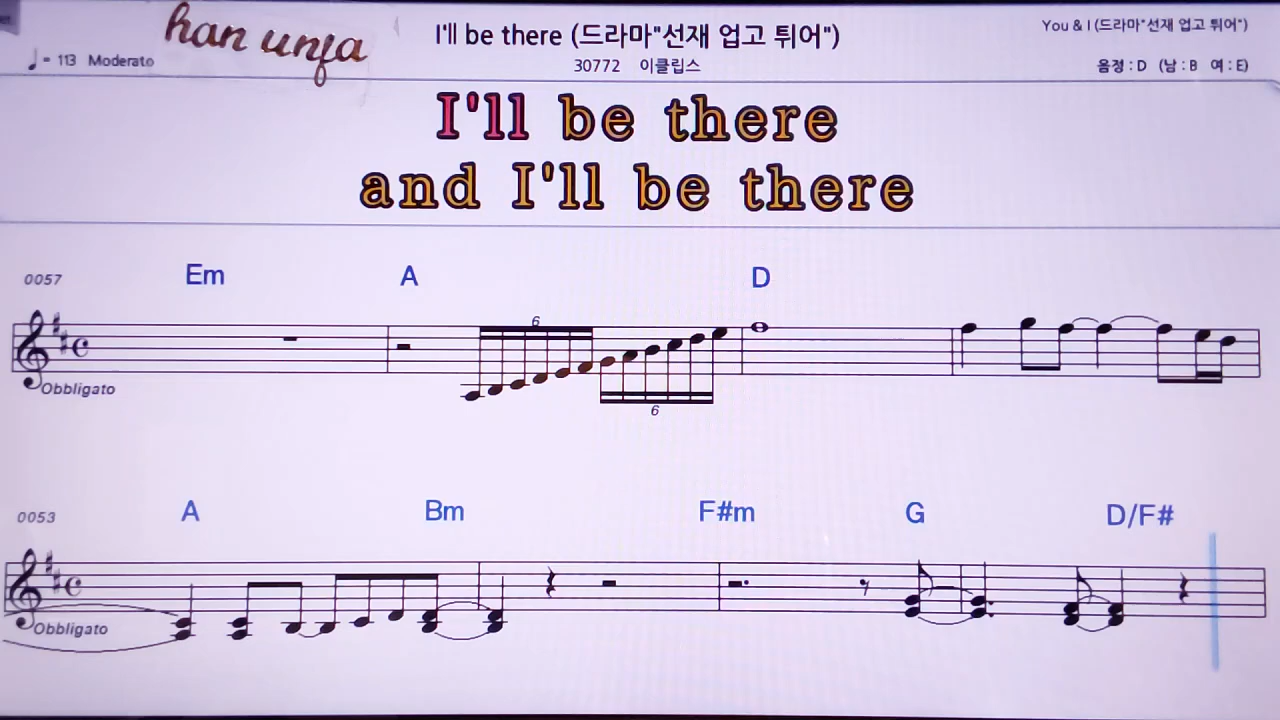 han unja
I'll be there (드라마"선재 업고 튀어")
You & I (드라마"선재 업고 튀어")
♩= 113 Moderato
30772 이클립스
음정 : D (남 : B 여 : E)
I'll be there
and I'll be there
0057 Em A D
6
Obbligato
6
0053 A Bm F#m G D/F#
Obbligato